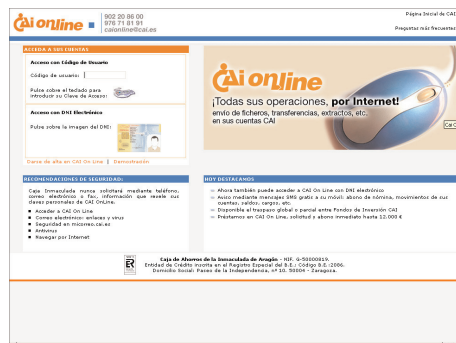 CAi online
902 20 86 00
976 71 81 91
caionline@cai.es
Página Inicial de CAI
Preguntas más frecuentes
ACCEDA A SUS CUENTAS
Acceso con Código de Usuario
Código de usuario:
Pulse sobre el teclado para
introducir su Clave de Acceso:
Acceso con DNI Electrónico
Pulse sobre la imagen del DNI:
Darse de alta en CAI On Line | Demostración
CAi online
¡Todas sus operaciones, por Internet!
envío de ficheros, transferencias, extractos, etc.
en sus cuentas CAI
RECOMENDACIONES DE SEGURIDAD:
Caja Inmaculada nunca solicitará mediante teléfono,
correo electrónico o fax, información que revele sus
claves personales de CAI OnLine.
Acceder a CAI On Line
Correo electrónico: enlaces y virus
Seguridad en micorreo.cai.es
Antivirus
Navegar por Internet
HOY DESTACAMOS
Ahora también puede acceder a CAI On Line con DNI electrónico
Aviso mediante mensajes SMS gratis a su móvil: abono de nómina, movimientos de sus
cuentas, saldos, cargos, etc.
Disponible el traspaso global o parcial entre Fondos de Inversión CAI
Préstamos en CAI On Line, solicitud y abono inmediato hasta 12.000 €
Caja de Ahorros de la Inmaculada de Aragón - NIF. G-50000819.
Entidad de Crédito inscrita en el Registro Especial del B.E.: Código B.E.:2086.
Domicilio Social: Paseo de la Independencia, nº 10. 50004 - Zaragoza.